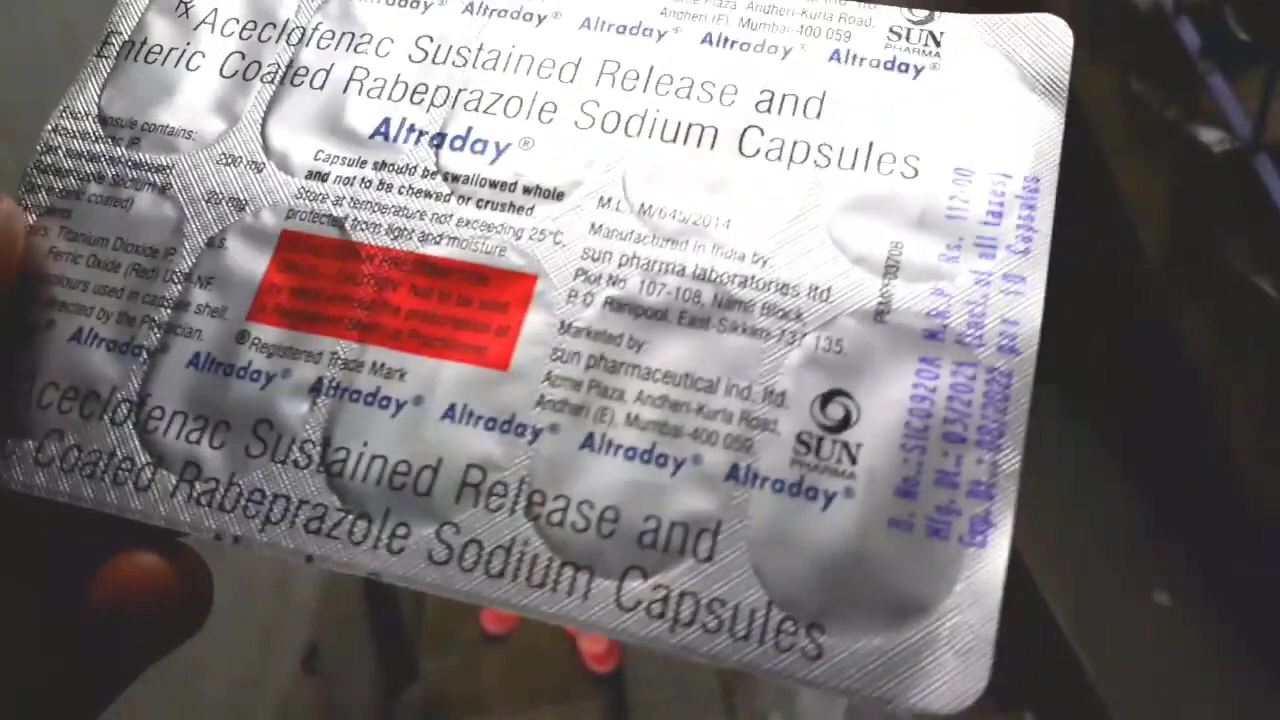 Plaza, Andheri-Kurla Road,
Andheri (E), Mumbai-400 059
SUN
PHARMA
Altraday® Altraday® Altraday® Altraday®
Rx Aceclofenac Sustained Release and
Enteric Coated Rabeprazole Sodium Capsules
Altraday®
capsule contains:
200 mg
20 mg
coated)
q.s.
Titanium Dioxide IP
Ferric Oxide (Red) USP-NF
colours used in capsule shell.
directed by the Physician.
Capsule should be swallowed whole
and not to be chewed or crushed.
Store at temperature not exceeding 25°C,
protected from light and moisture.
®Registered Trade Mark
M.L. M/645/2014
Manufactured in India by:
sun pharma laboratories ltd.
Plot No. 107-108, Namli Block,
P.O. Ranipool, East-Sikkim-737 135.
Marketed by:
sun pharmaceutical ind. ltd.
Acme Plaza, Andheri-Kurla Road,
Andheri (E), Mumbai-400 059
SUN
PHARMA
B. No.:SIC0920A M.R.P. Rs. 112.00
Mfg. Dt.: 03/2021 (incl. of all taxes)
per 10 Capsules
Altraday® Altraday® Altraday® Altraday® Altraday® Altraday®
Aceclofenac Sustained Release and
Coated Rabeprazole Sodium Capsules